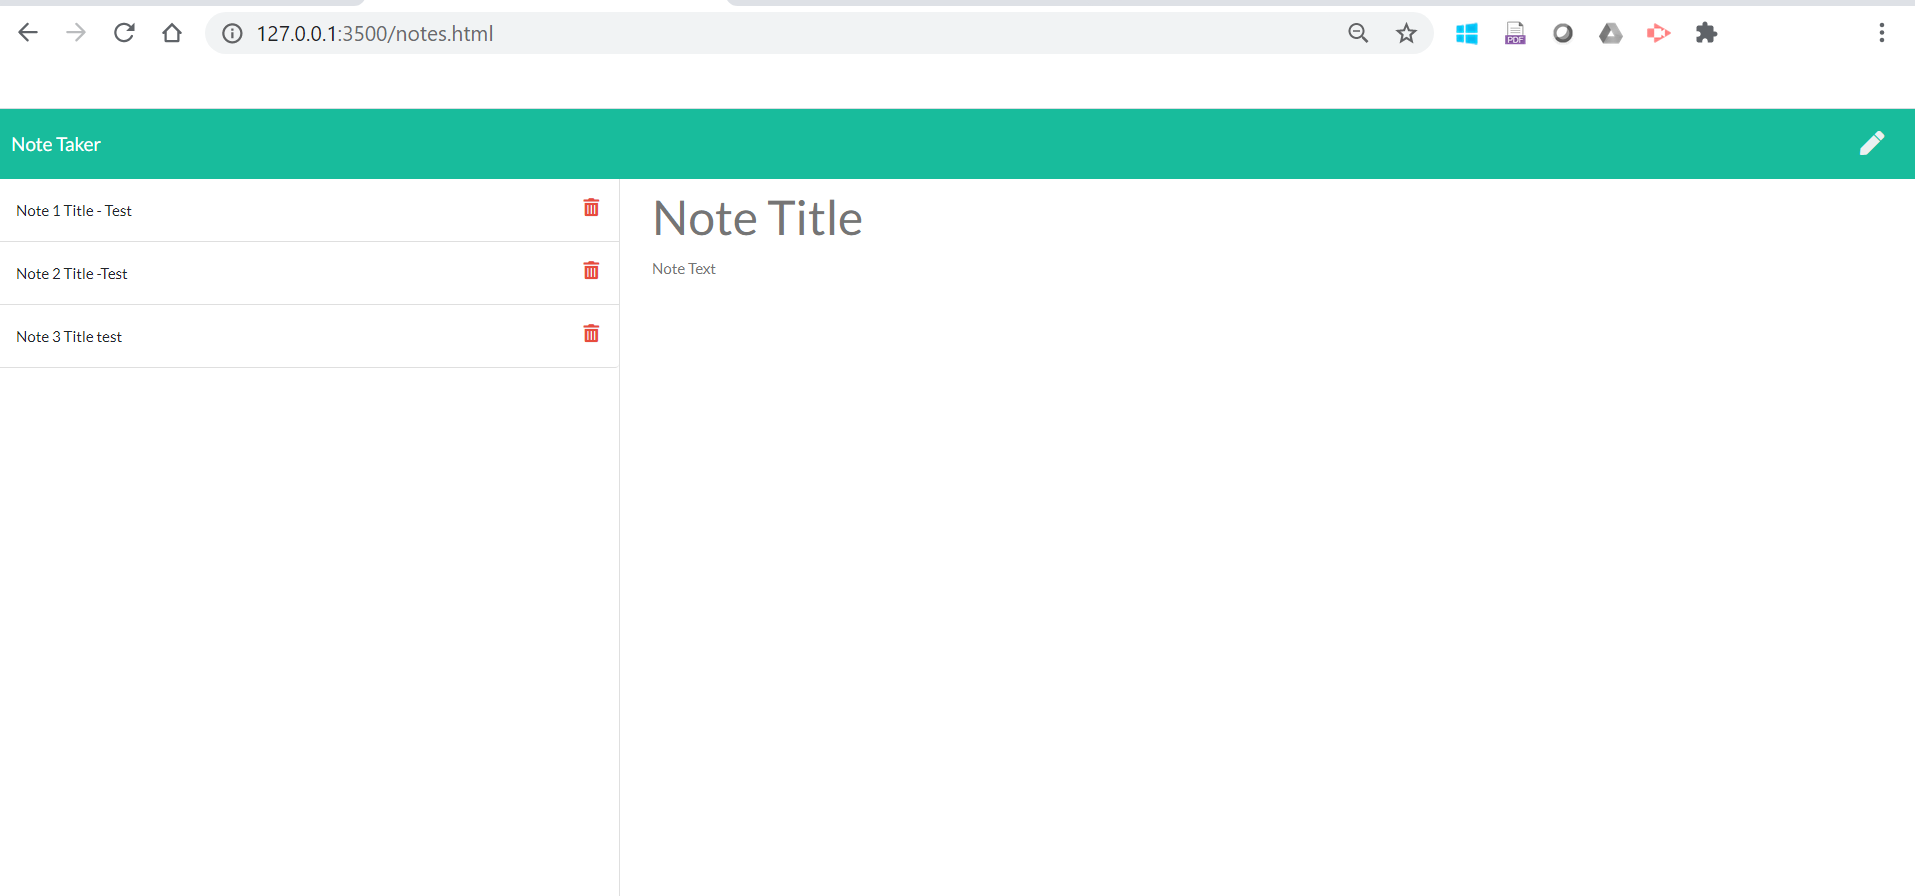 127.0.0.1:3500/notes.html
PDF
Note Taker
Note 1 Title - Test
Note 2 Title -Test
Note 3 Title test
Note Title
Note Text